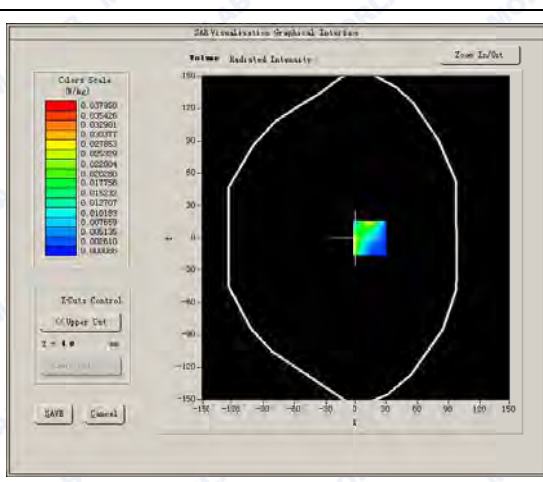 SAR Visualisation Graphical Interface
Volume Radiated Intensity
Zoom In/Out
Colors Scale
(W/kg)
0.037950
0.035426
0.032901
0.030377
0.027853
0.025329
0.022804
0.020280
0.017756
0.015232
0.012707
0.010183
0.007659
0.005135
0.002610
0.000086
150
120
90
60
30
0
-30
-60
-90
-120
-150
-150 -120 -90 -60 -30 0 30 60 90 120 150
X
Y
Z-Cuts Control
<<Upper Cut
Z = 4.0 mm
SAVE
Cancel